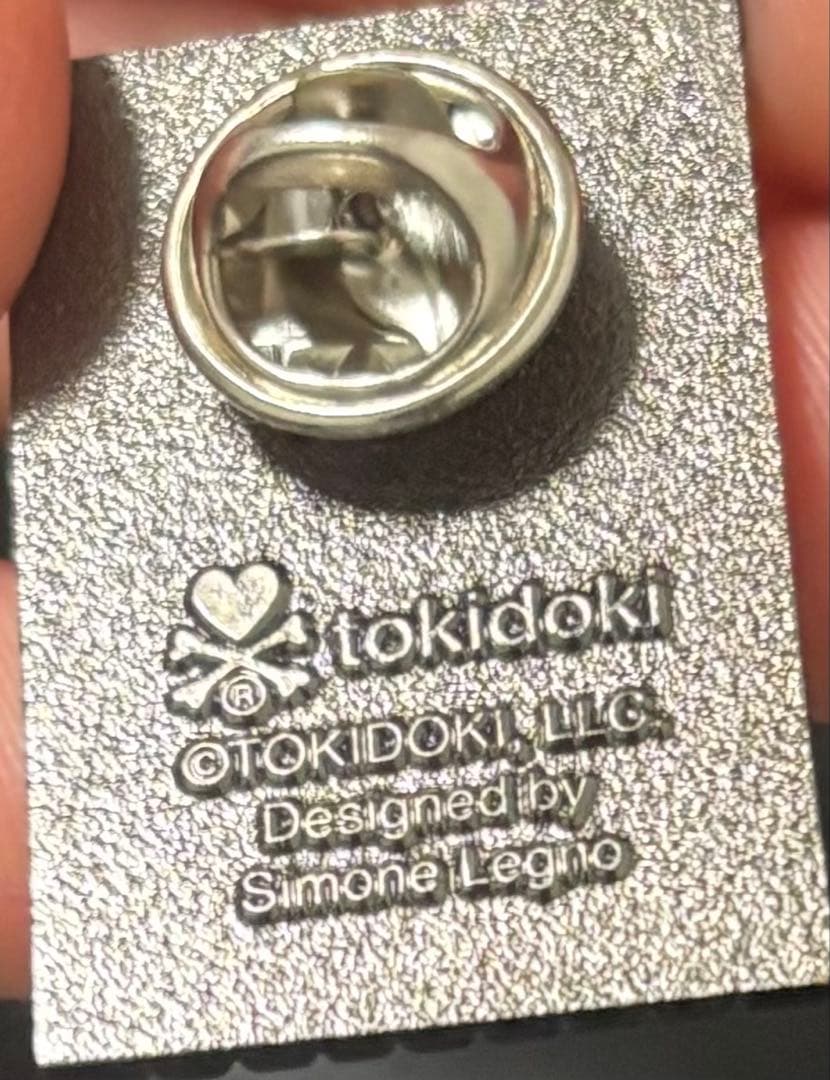 tokidoki
®
©TOKIDOKI, LLC.
Designed by
Simone Legno